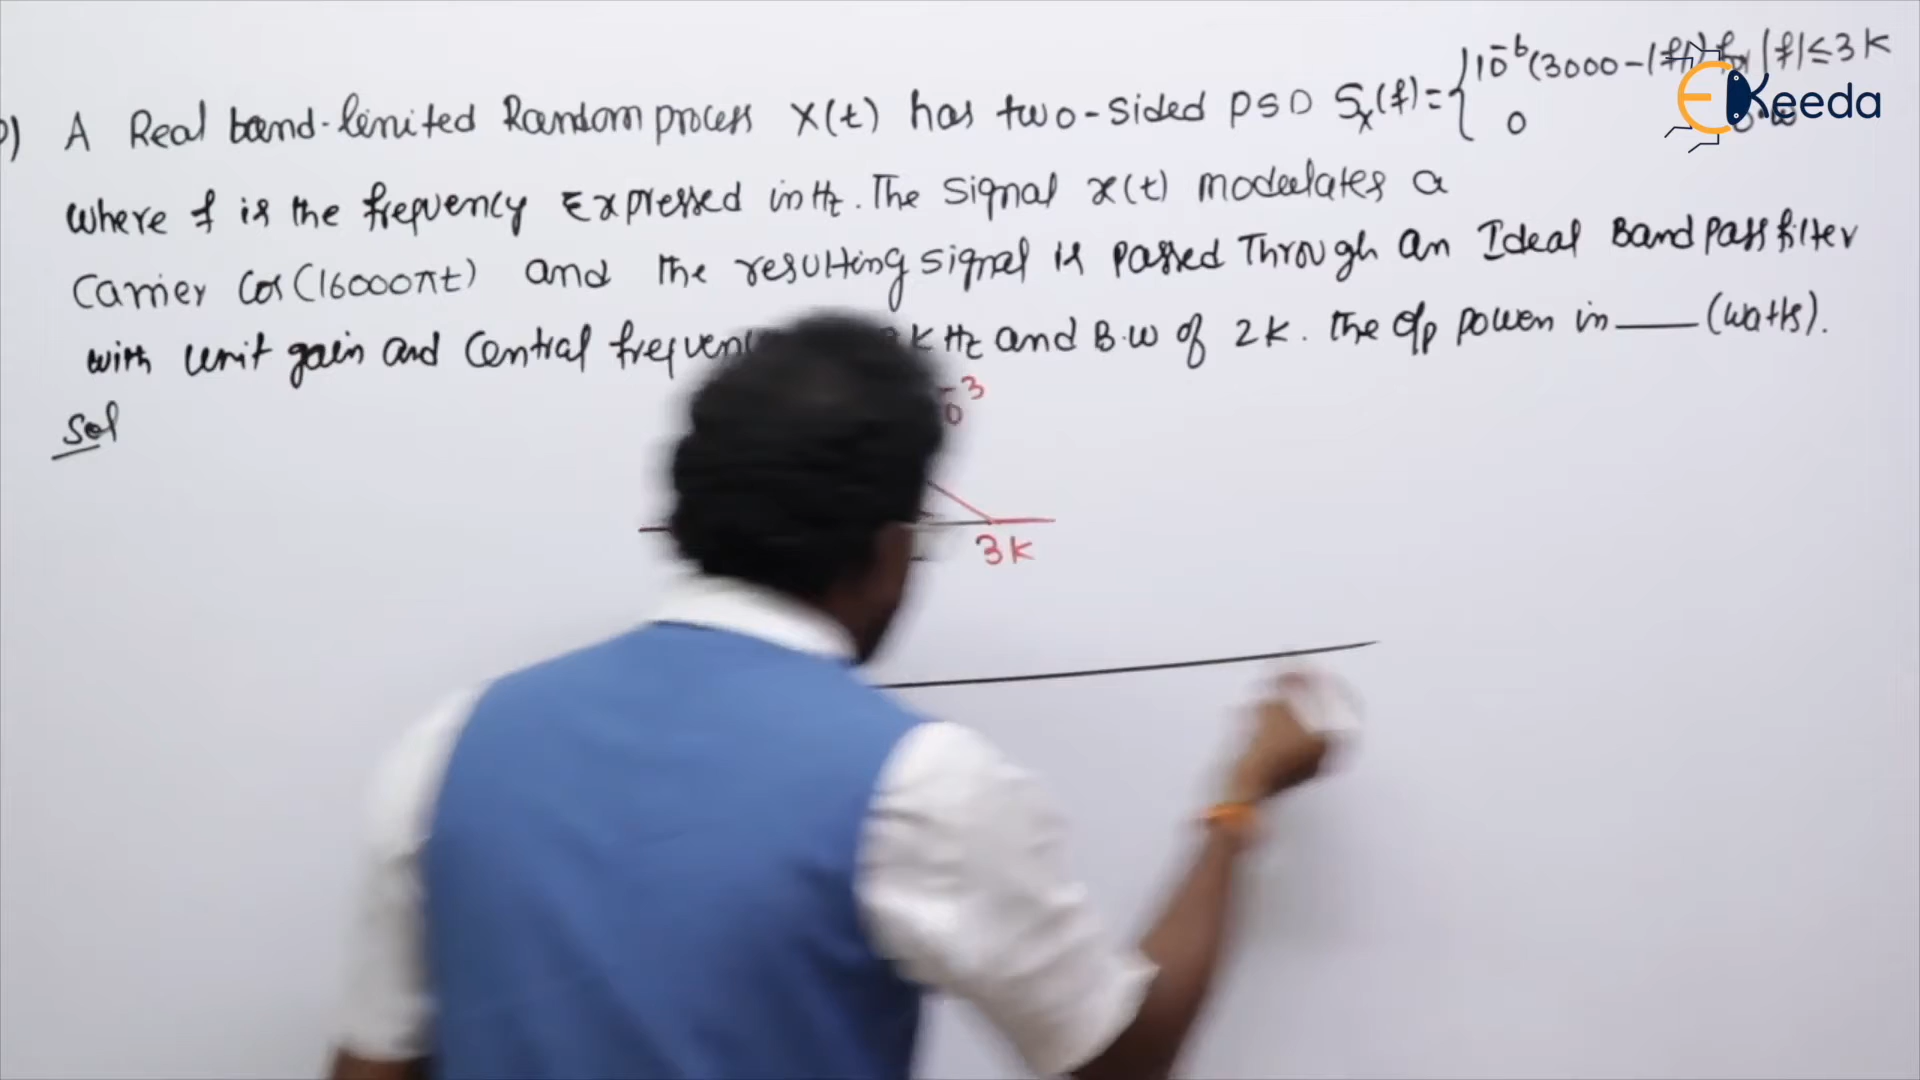 A Real band-limited Random process X(t) has two-sided PSD Sx(f) = { 10^-6 (3000-|f|) for |f| ≤ 3K
0
EKeeda
where f is the frequency Expressed in Hz. The Signal x(t) modulates a
Carrier Cos(16000πt) and the resulting signal is passed Through an Ideal Band pass filter
with Unit gain and Central KHz and B.W of 2K. The o/p power in ___ (watts).
Sol
3K